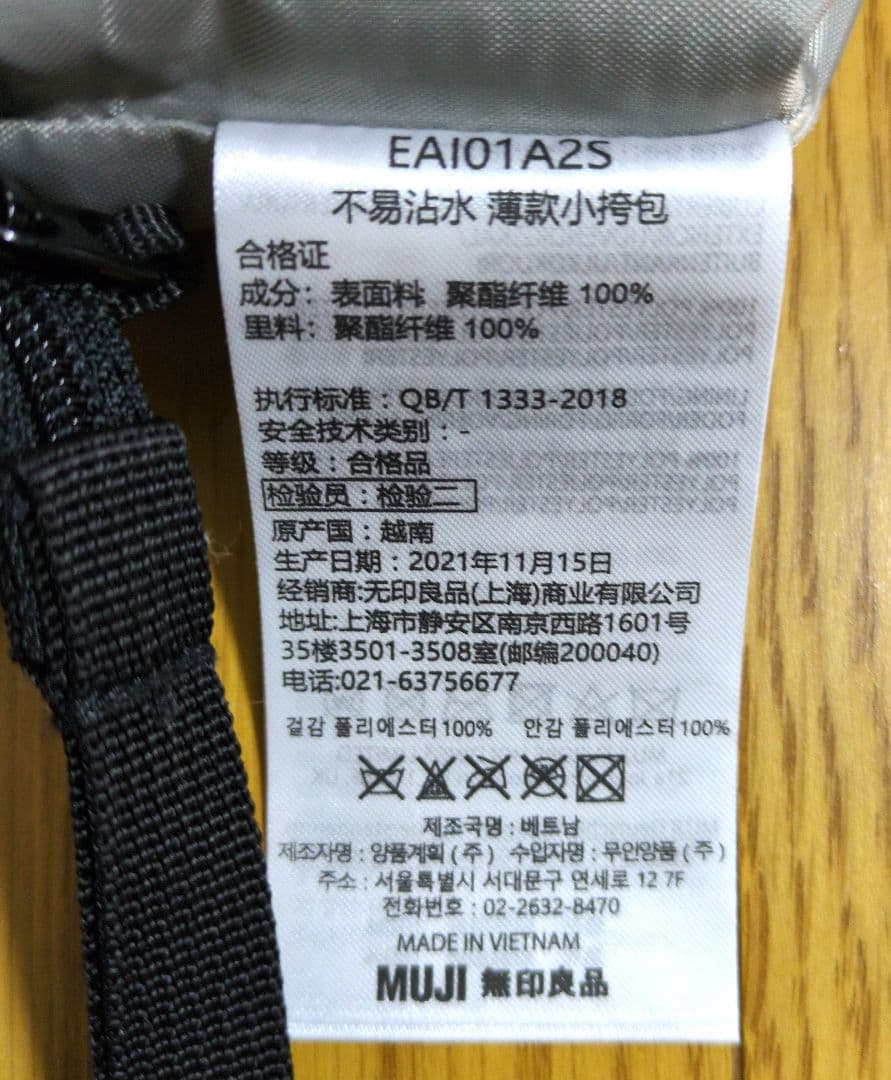 EAI01A2S
不易沾水 薄款小挎包
合格证
成分：表面料 聚酯纤维 100%
里料：聚酯纤维 100%
执行标准：QB/T 1333-2018
安全技术类别：-
等级：合格品
检验员：检验二
原产国：越南
生产日期：2021年11月15日
经销商:无印良品(上海)商业有限公司
地址:上海市静安区南京西路1601号
35楼3501-3508室(邮编200040)
电话:021-63756677
겉감 폴리에스터100% 안감 폴리에스터100%
제조국명 : 베트남
제조자명 : 양품계획 (주) 수입자명 : 무인양품 (주)
주소 : 서울특별시 서대문구 연세로 12 7F
전화번호 : 02-2632-8470
MADE IN VIETNAM
MUJI 無印良品